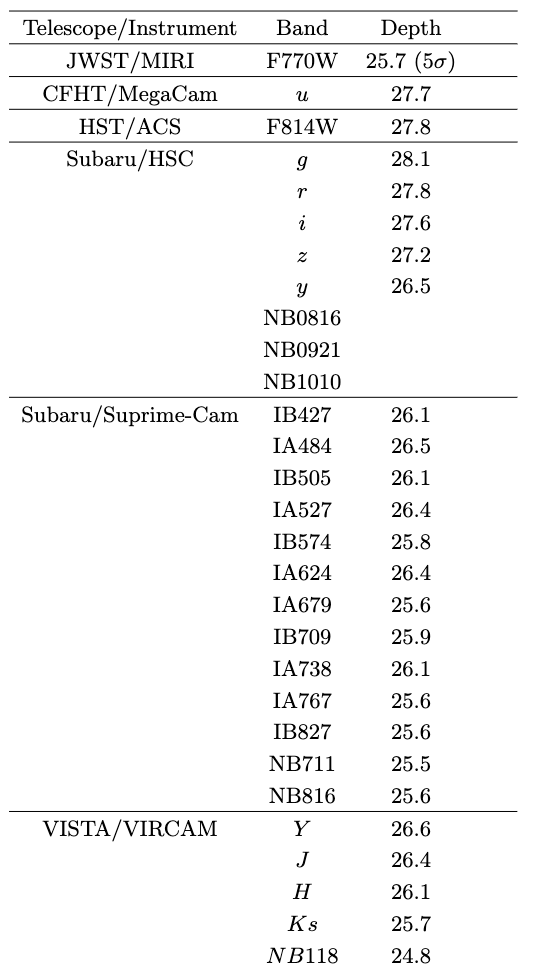 Telescope/Instrument Band Depth
JWST/MIRI F770W 25.7 (5σ)
CFHT/MegaCam u 27.7
HST/ACS F814W 27.8
Subaru/HSC g 28.1
r 27.8
i 27.6
z 27.2
y 26.5
NB0816
NB0921
NB1010
Subaru/Suprime-Cam IB427 26.1
IA484 26.5
IB505 26.1
IA527 26.4
IB574 25.8
IA624 26.4
IA679 25.6
IB709 25.9
IA738 26.1
IA767 25.6
IB827 25.6
NB711 25.5
NB816 25.6
VISTA/VIRCAM Y 26.6
J 26.4
H 26.1
Ks 25.7
NB118 24.8